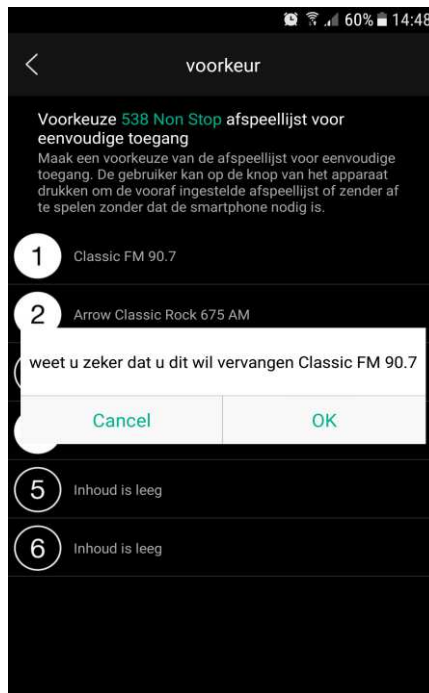 60% 14:48
voorkeur
Voorkeuze 538 Non Stop afspeellijst voor
eenvoudige toegang
Maak een voorkeuze van de afspeellijst voor eenvoudige
toegang. De gebruiker kan op de knop van het apparaat
drukken om de vooraf ingestelde afspeellijst of zender af
te spelen zonder dat de smartphone nodig is.
1 Classic FM 90.7
2 Arrow Classic Rock 675 AM
weet u zeker dat u dit wil vervangen Classic FM 90.7
Cancel OK
5 Inhoud is leeg
6 Inhoud is leeg